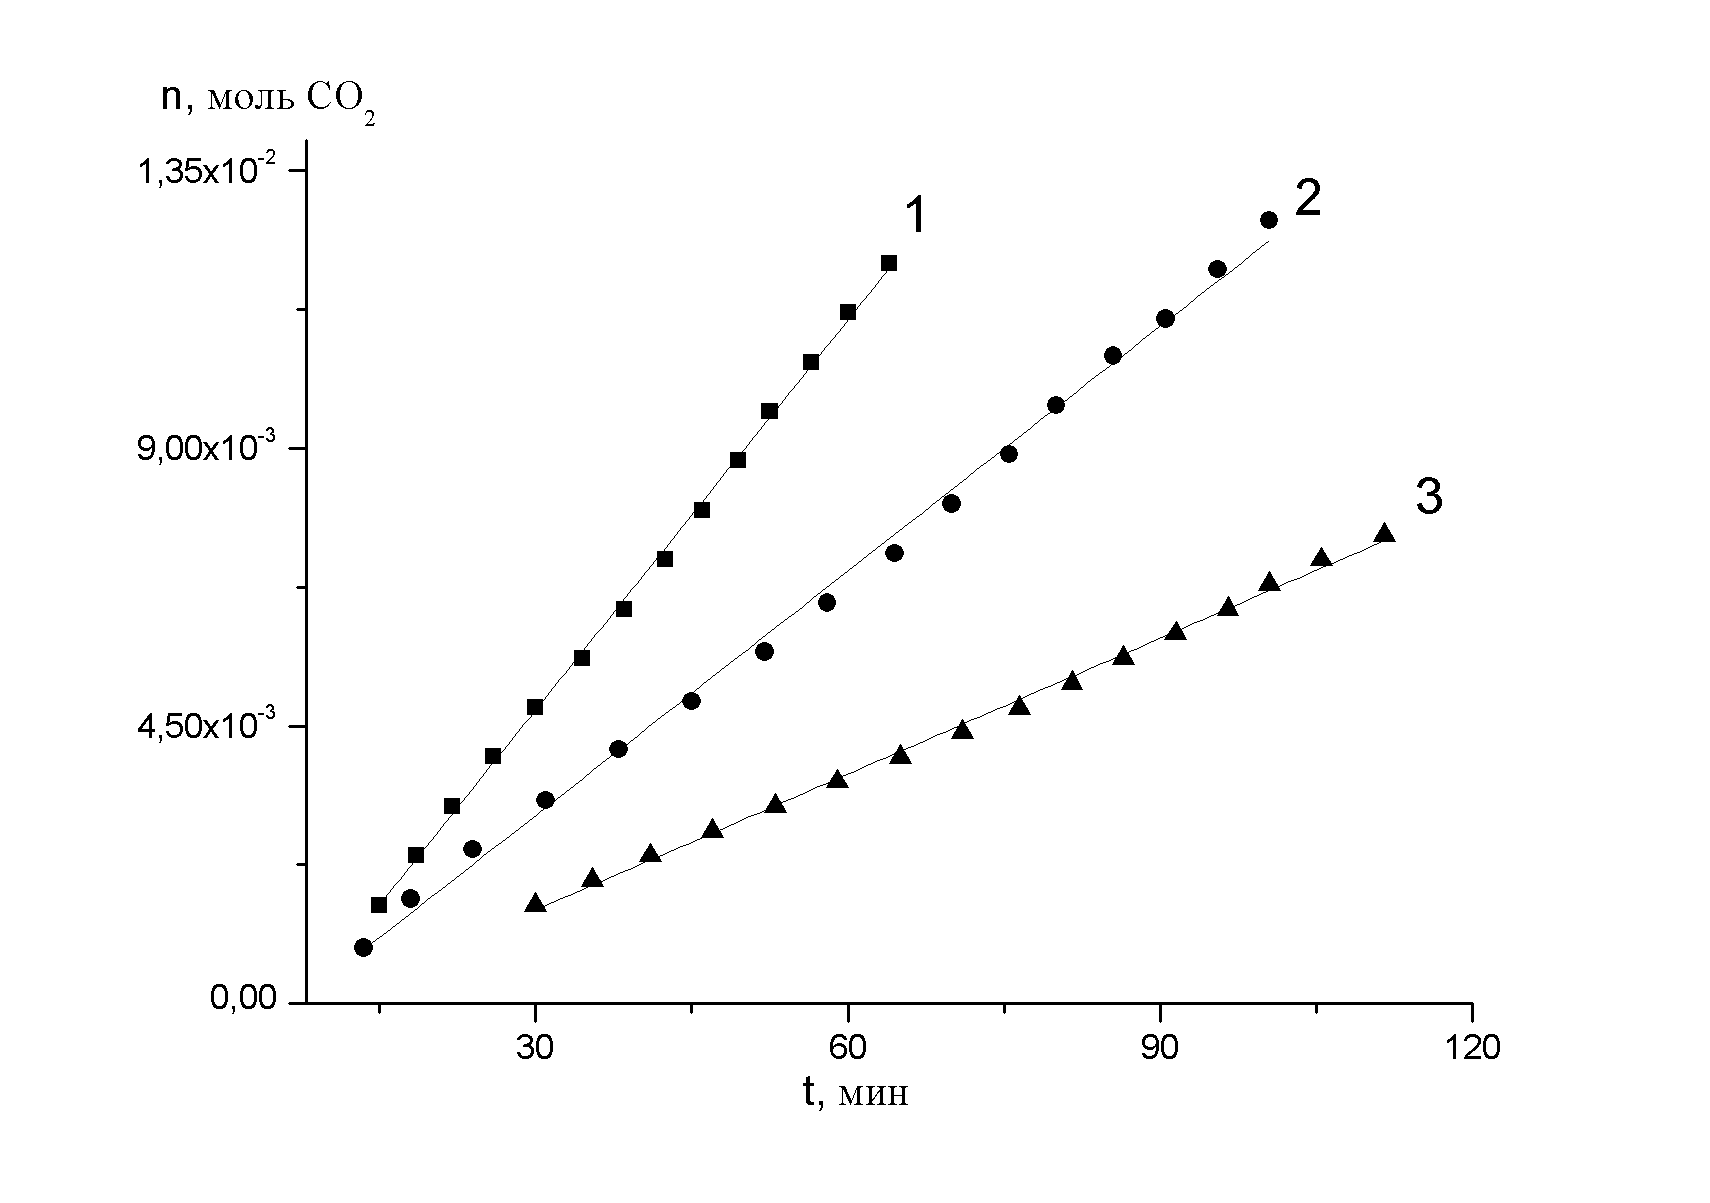 n, моль CO₂
1,35x10⁻²
1
2
9,00x10⁻³
3
4,50x10⁻³
0,00
30 60 90 120
t, мин